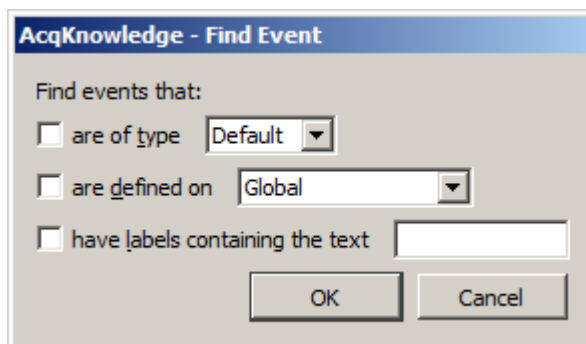 AcqKnowledge - Find Event
Find events that:
are of type Default
are defined on Global
have labels containing the text
OK Cancel